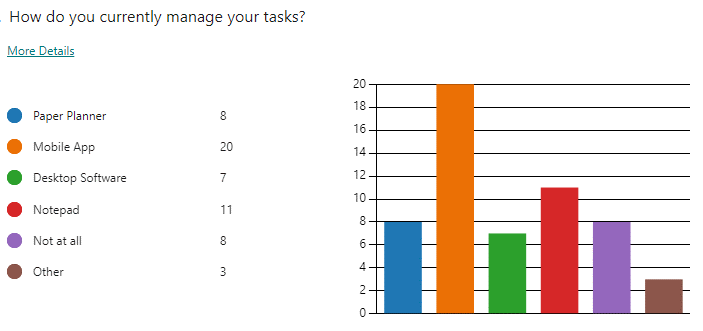 How do you currently manage your tasks?
More Details
Paper Planner 8
Mobile App 20
Desktop Software 7
Notepad 11
Not at all 8
Other 3
20
18
16
14
12
10
8
6
4
2
0